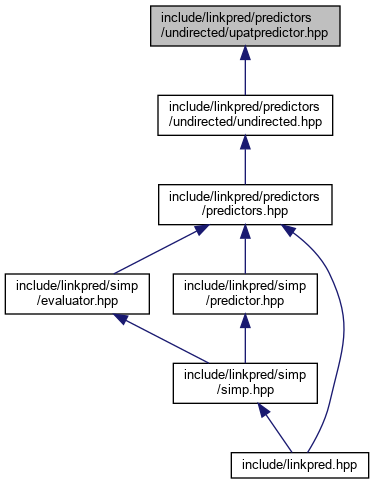 include/linkpred/predictors
/undirected/upatpredictor.hpp
include/linkpred/predictors
/undirected/undirected.hpp
include/linkpred/predictors
/predictors.hpp
include/linkpred/simp
/evaluator.hpp
include/linkpred/simp
/predictor.hpp
include/linkpred/simp
/simp.hpp
include/linkpred.hpp